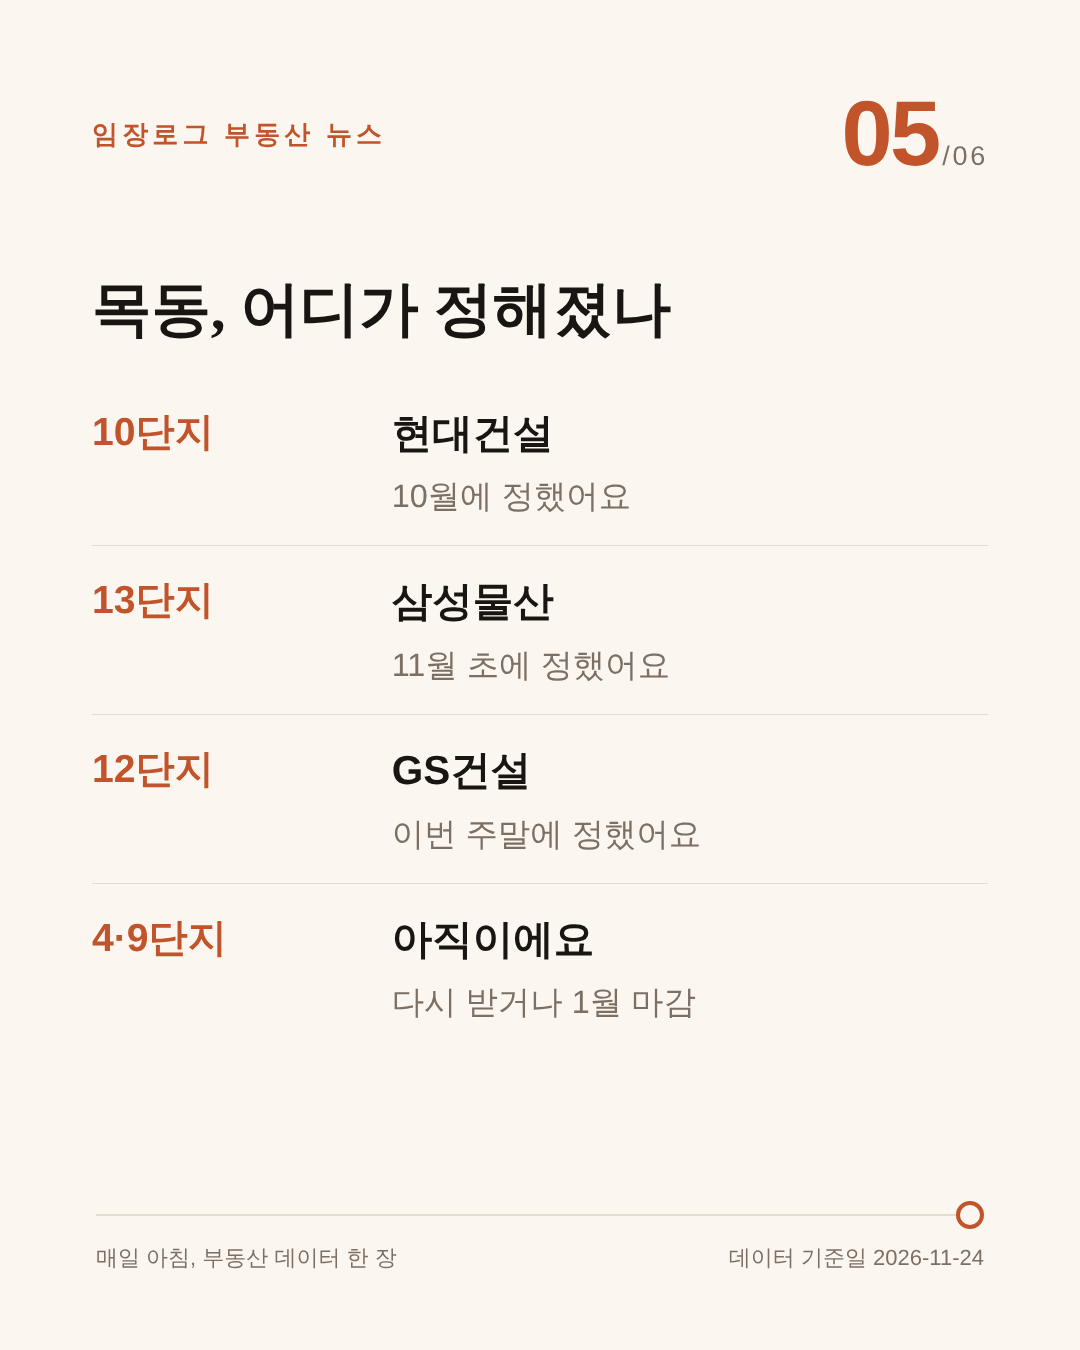 임장로그 부동산 뉴스
05/06
목동, 어디가 정해졌나
10단지
현대건설
10월에 정했어요
13단지
삼성물산
11월 초에 정했어요
12단지
GS건설
이번 주말에 정했어요
4·9단지
아직이에요
다시 받거나 1월 마감
매일 아침, 부동산 데이터 한 장
데이터 기준일 2026-11-24